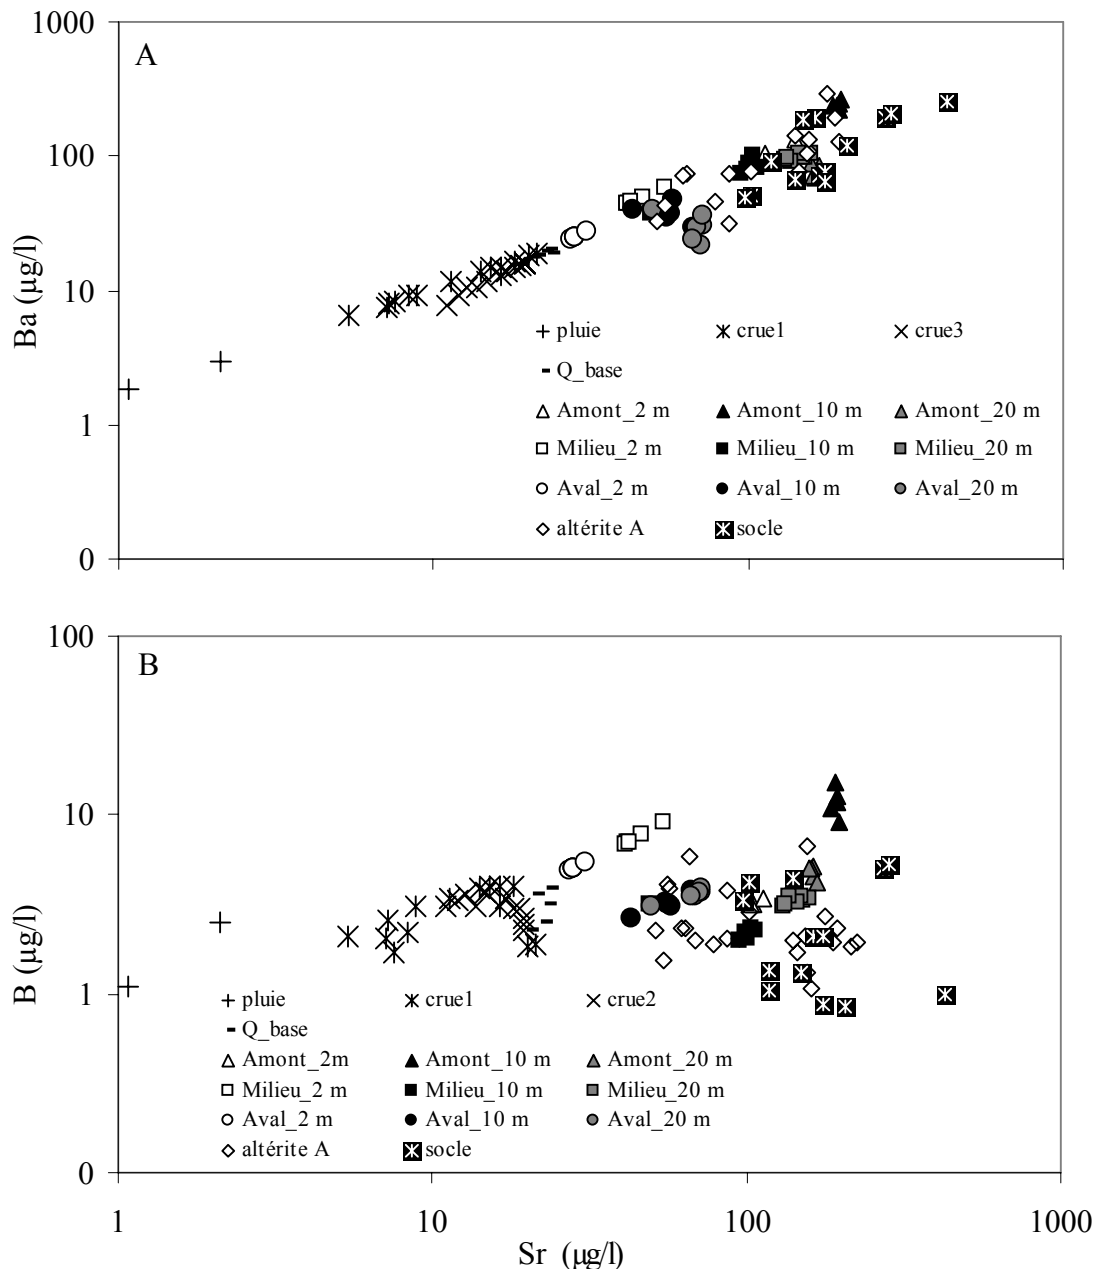 1000
A
100
10
1
0
Ba (µg/l)
pluie crue1 crue3
Q_base
Amont_2 m Amont_10 m Amont_20 m
Milieu_2 m Milieu_10 m Milieu_20 m
Aval_2 m Aval_10 m Aval_20 m
altérite A socle
100
B
10
1
0
B (µg/l)
pluie crue1 crue2
Q_base
Amont_2m Amont_10 m Amont_20 m
Milieu_2 m Milieu_10 m Milieu_20 m
Aval_2 m Aval_10 m Aval_20 m
altérite A socle
1 10 100 1000
Sr (µg/l)